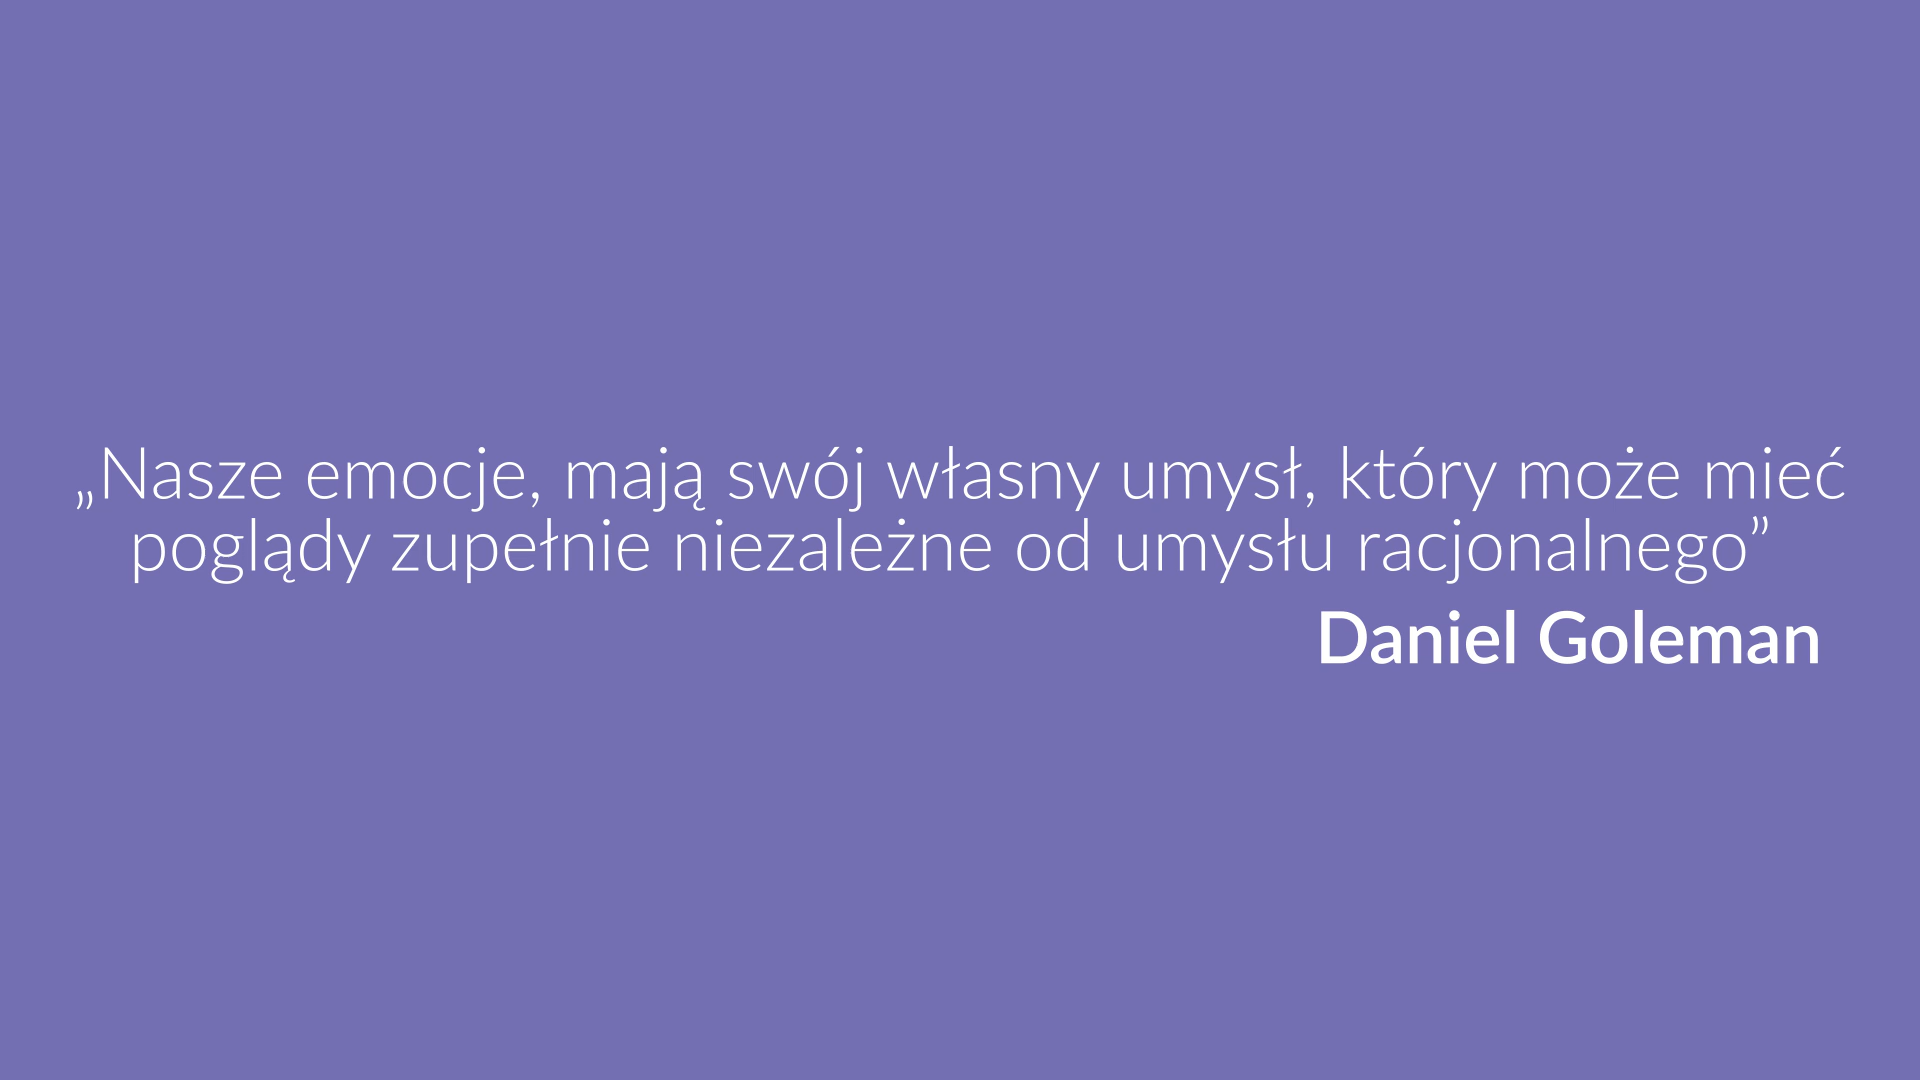 „Nasze emocje, mają swój własny umysł, który może mieć
poglądy zupełnie niezależne od umysłu racjonalnego”
Daniel Goleman